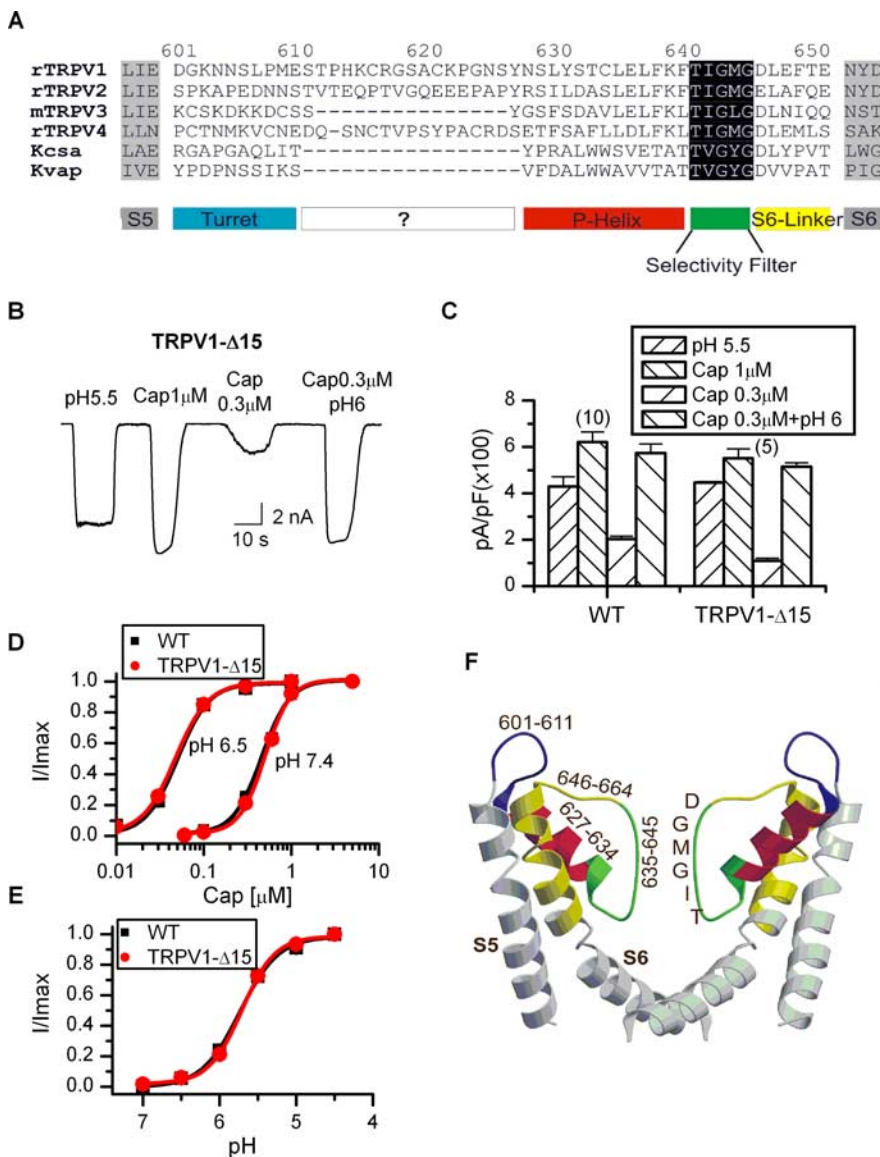 A
601 610 620 630 640 650
rTRPV1 LIE DGKNNSLPMESTPHKCRGSACKPGNSYNSLYSTCLELFKFTIGMGDLEFTE NYD
rTRPV2 LIE SPKAPEDNNSTVTEQPTVGQEEEPAPYRSILDASLELFKFTIGMGELAFQE NYR
mTRPV3 LIE KCSKDKKDCSS----------------YGSFSDAVLELFKLTIGLGDLNIQQ NST
rTRPV4 LLN PCTNMKVCNEDQ-SNCTVPSYPACRDSETFSAFLLDLFKLTIGMGDLEMLS SAK
Kcsa LAE RGAPGAQLIT----------------YPRALWWSVETATTVGYGDLYPVT LWG
Kvap IVE YPDPNSSIKS----------------VFDALWWAVVTATTVGYGDVVPAT PIG
S5 Turret ? P-Helix S6-Linker S6
Selectivity Filter
B
TRPV1-Δ15
pH5.5 Cap1μM Cap 0.3μM Cap0.3μM pH6
2 nA
10 s
C
pH 5.5
Cap 1μM
Cap 0.3μM
Cap 0.3μM+pH 6
pA/pF(x100)
8
6
4
2
0
(10)
(5)
WT TRPV1-Δ15
D
WT
TRPV1-Δ15
I/Imax
1.0
0.8
0.6
0.4
0.2
0.0
pH 6.5
pH 7.4
0.01 0.1 1 10
Cap [μM]
E
WT
TRPV1-Δ15
I/Imax
1.0
0.8
0.6
0.4
0.2
0.0
7 6 5 4
pH
F
601-611
646-664
627-634
635-645
D
G
M
G
I
T
S5
S6